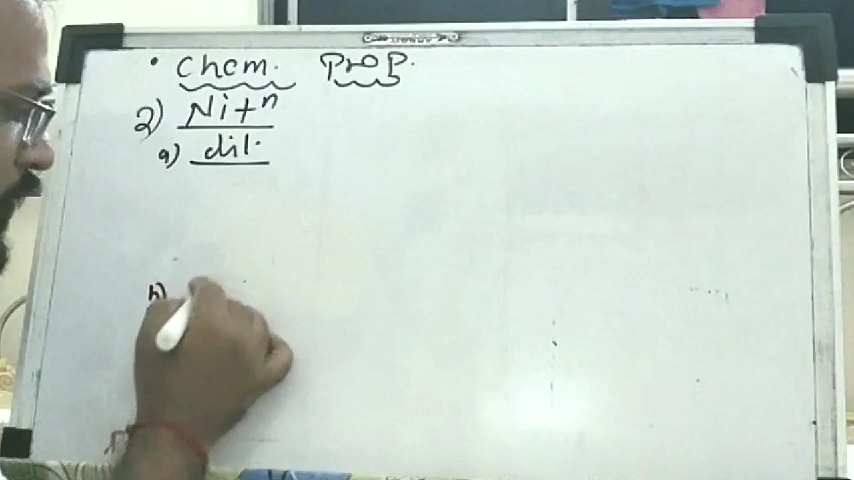 • Chem. Prop.
2) Nitⁿ
a) dil.
b)